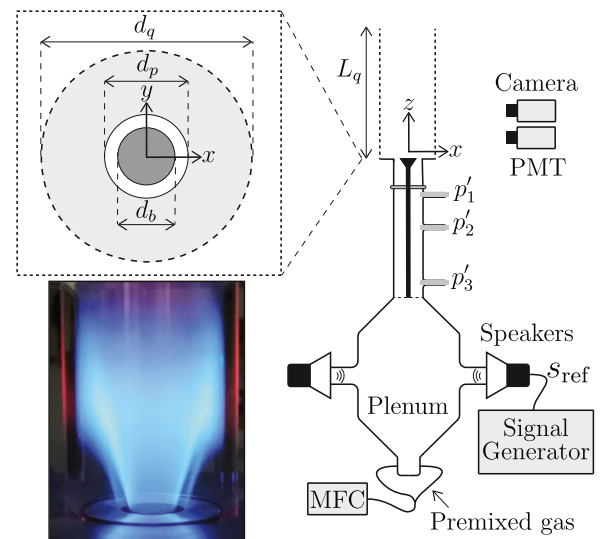 d_q
d_p
y
x
d_b
L_q
z
x
Camera
PMT
p′_1
p′_2
p′_3
Speakers
s_ref
Plenum
Signal
Generator
MFC
Premixed gas